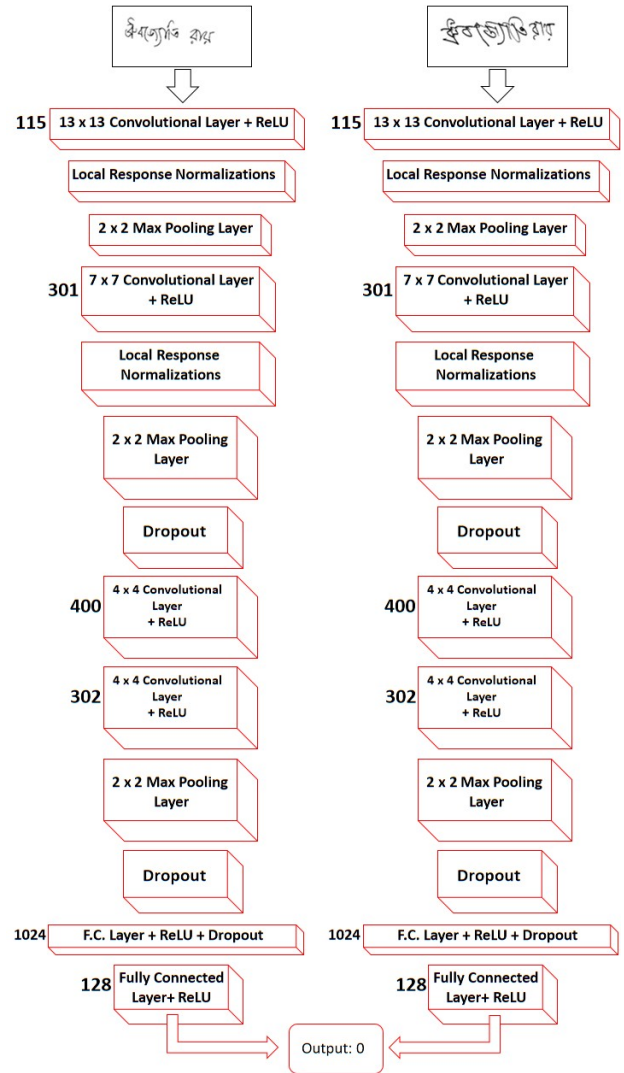 ধ্রুবজ্যোতি রায়
115 13 x 13 Convolutional Layer + ReLU
Local Response Normalizations
2 x 2 Max Pooling Layer
301 7 x 7 Convolutional Layer
+ ReLU
Local Response
Normalizations
2 x 2 Max Pooling
Layer
Dropout
400 4 x 4 Convolutional
Layer
+ ReLU
302 4 x 4 Convolutional
Layer
+ ReLU
2 x 2 Max Pooling
Layer
Dropout
1024 F.C. Layer + ReLU + Dropout
128 Fully Connected
Layer+ ReLU
ধ্রুবজ্যোতি রায়
115 13 x 13 Convolutional Layer + ReLU
Local Response Normalizations
2 x 2 Max Pooling Layer
301 7 x 7 Convolutional Layer
+ ReLU
Local Response
Normalizations
2 x 2 Max Pooling
Layer
Dropout
400 4 x 4 Convolutional
Layer
+ ReLU
302 4 x 4 Convolutional
Layer
+ ReLU
2 x 2 Max Pooling
Layer
Dropout
1024 F.C. Layer + ReLU + Dropout
128 Fully Connected
Layer+ ReLU
Output: 0